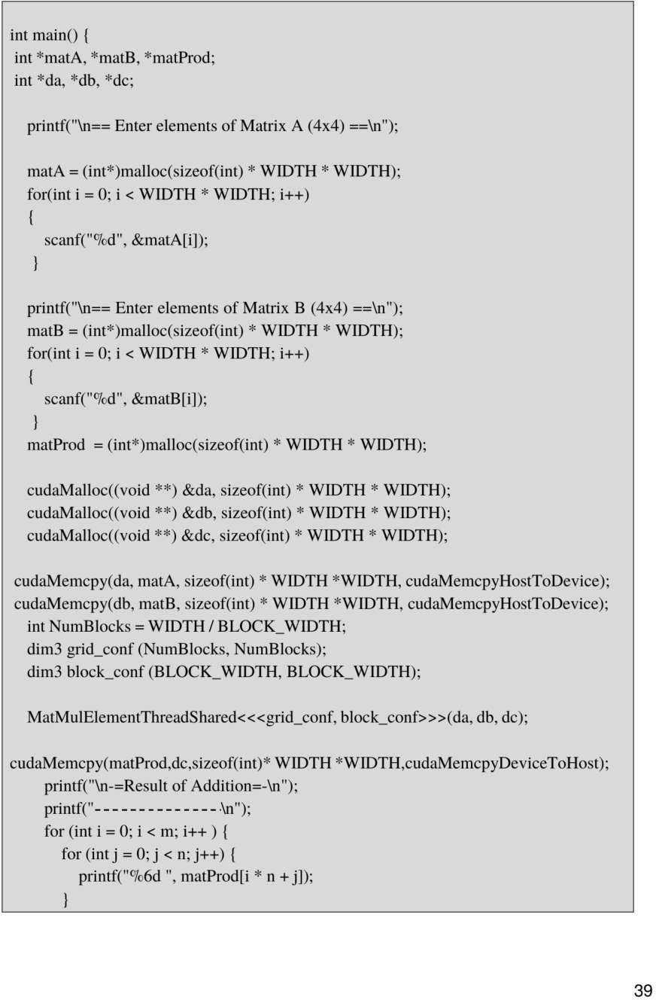 int main() {
int *matA, *matB, *matProd;
int *da, *db, *dc;
printf("\n== Enter elements of Matrix A (4x4) ==\n");
matA = (int*)malloc(sizeof(int) * WIDTH * WIDTH);
for(int i = 0; i < WIDTH * WIDTH; i++)
{
scanf("%d", &matA[i]);
}
printf("\n== Enter elements of Matrix B (4x4) ==\n");
matB = (int*)malloc(sizeof(int) * WIDTH * WIDTH);
for(int i = 0; i < WIDTH * WIDTH; i++)
{
scanf("%d", &matB[i]);
}
matProd = (int*)malloc(sizeof(int) * WIDTH * WIDTH);
cudaMalloc((void **) &da, sizeof(int) * WIDTH * WIDTH);
cudaMalloc((void **) &db, sizeof(int) * WIDTH * WIDTH);
cudaMalloc((void **) &dc, sizeof(int) * WIDTH * WIDTH);
cudaMemcpy(da, matA, sizeof(int) * WIDTH *WIDTH, cudaMemcpyHostToDevice);
cudaMemcpy(db, matB, sizeof(int) * WIDTH *WIDTH, cudaMemcpyHostToDevice);
int NumBlocks = WIDTH / BLOCK_WIDTH;
dim3 grid_conf (NumBlocks, NumBlocks);
dim3 block_conf (BLOCK_WIDTH, BLOCK_WIDTH);
MatMulElementThreadShared<<<grid_conf, block_conf>>>(da, db, dc);
cudaMemcpy(matProd,dc,sizeof(int)* WIDTH *WIDTH,cudaMemcpyDeviceToHost);
printf("\n-=Result of Addition=-\n");
printf("--------------\n");
for (int i = 0; i < m; i++ ) {
for (int j = 0; j < n; j++) {
printf("%6d ", matProd[i * n + j]);
}
39